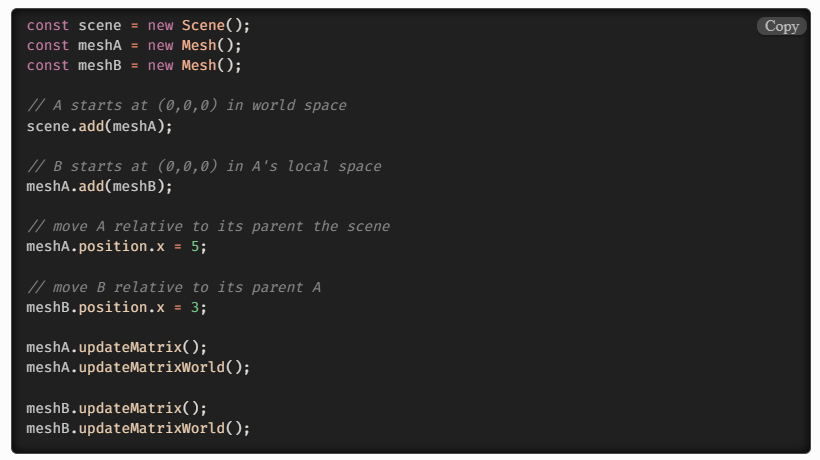 const scene = new Scene();
Copy
const meshA = new Mesh();
const meshB = new Mesh();
// A starts at (0,0,0) in world space
scene.add(meshA);
// B starts at (0,0,0) in A's local space
meshA.add(meshB);
// move A relative to its parent the scene
meshA.position.x = 5;
// move B relative to its parent A
meshB.position.x = 3;
meshA.updateMatrix();
meshA.updateMatrixWorld();
meshB.updateMatrix();
meshB.updateMatrixWorld();